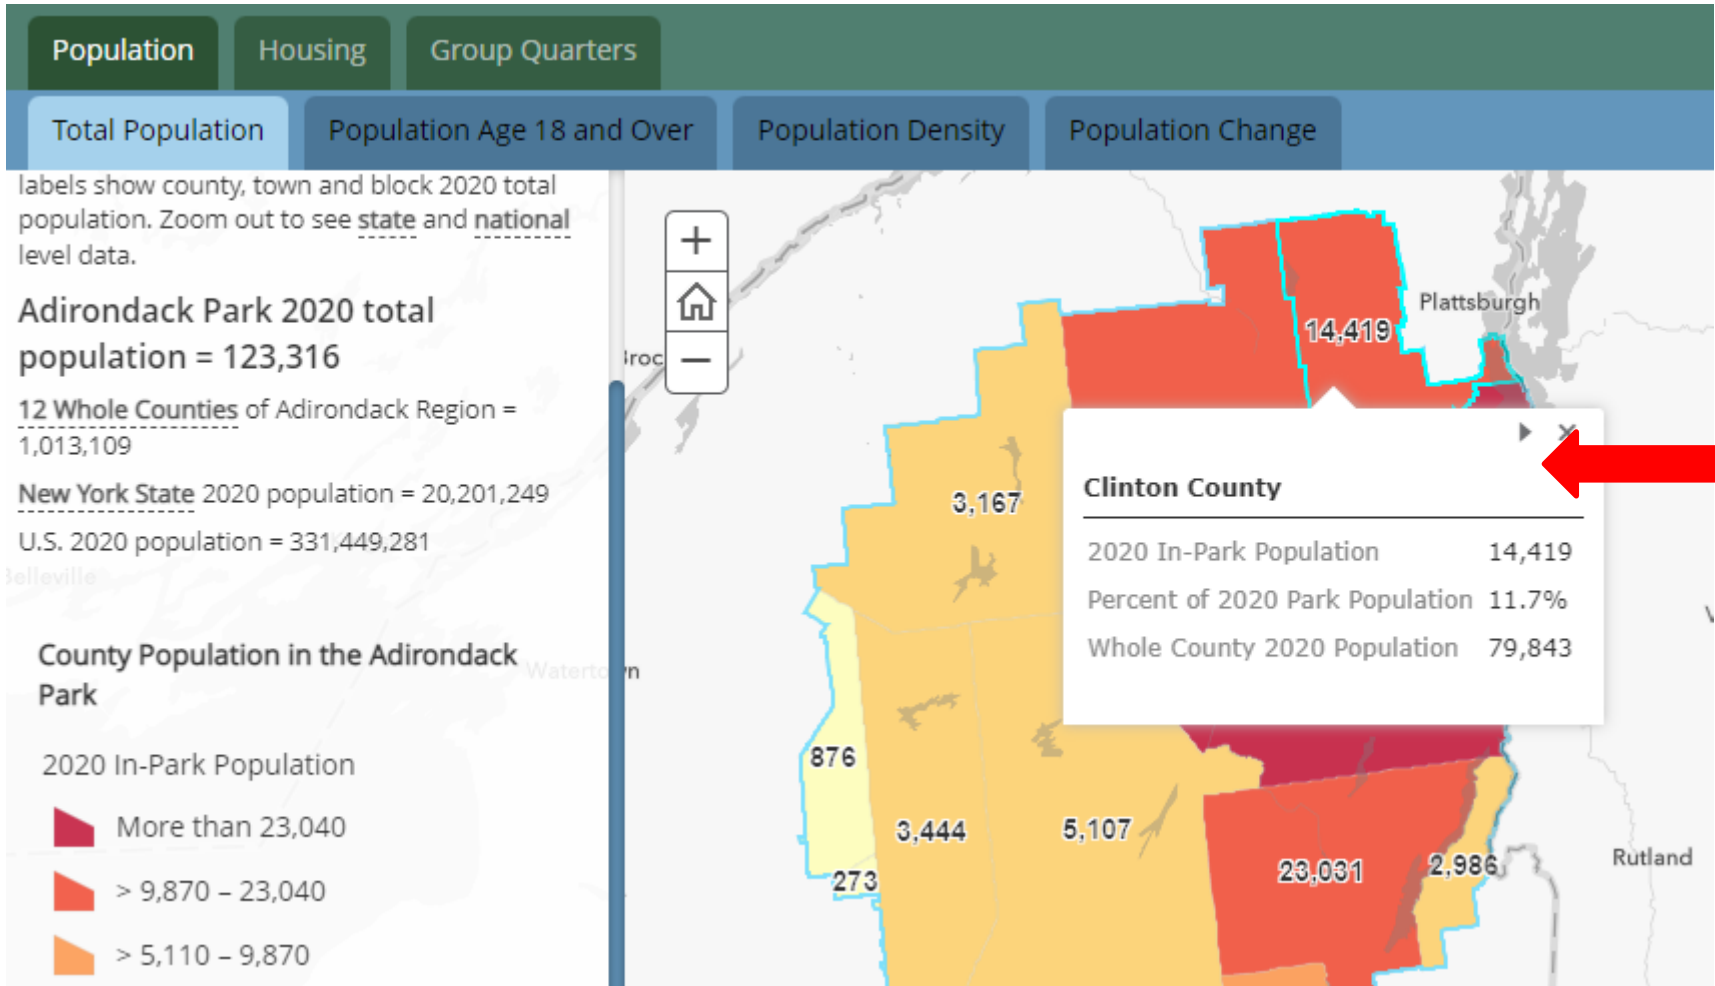 Population
Housing
Group Quarters
Total Population
Population Age 18 and Over
Population Density
Population Change
labels show county, town and block 2020 total
population. Zoom out to see state and national
level data.
Adirondack Park 2020 total
population = 123,316
12 Whole Counties of Adirondack Region =
1,013,109
New York State 2020 population = 20,201,249
U.S. 2020 population = 331,449,281
Belleville
County Population in the Adirondack
Park
Watertown
2020 In-Park Population
More than 23,040
> 9,870 – 23,040
> 5,110 – 9,870
+
−
Plattsburgh
14,419
3,167
Clinton County
2020 In-Park Population 14,419
Percent of 2020 Park Population 11.7%
Whole County 2020 Population 79,843
876
3,444
5,107
273
23,031
2,986
Rutland